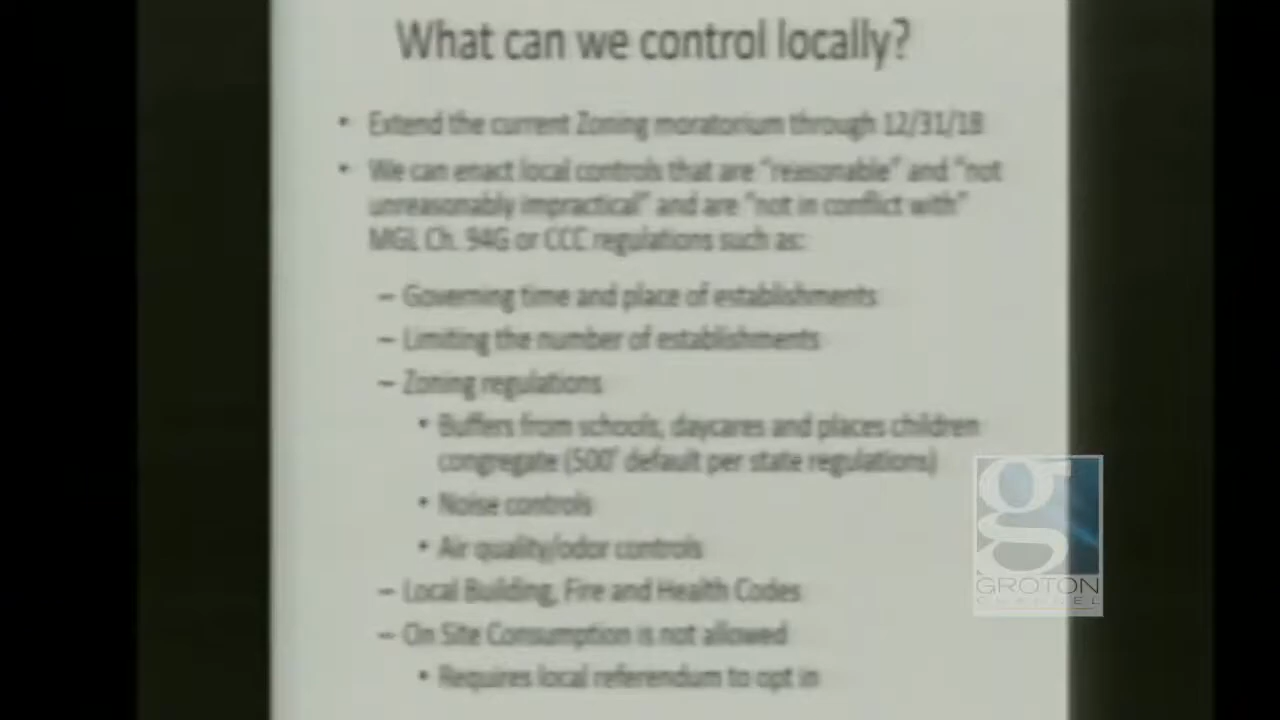 What can we control locally?
• Extend the current Zoning moratorium through 12/31/18
• We can enact local controls that are "reasonable" and "not
unreasonably impractical" and are "not in conflict with"
MGL Ch. 94G or CCC regulations such as:
– Governing time and place of establishments
– Limiting the number of establishments
– Zoning regulations
• Buffers from schools, daycares and places children
congregate (500' default per state regulations)
• Noise controls
• Air quality/odor controls
– Local Building, Fire and Health Codes
– On Site Consumption is not allowed
• Requires local referendum to opt in
g
GROTON
CHANNEL